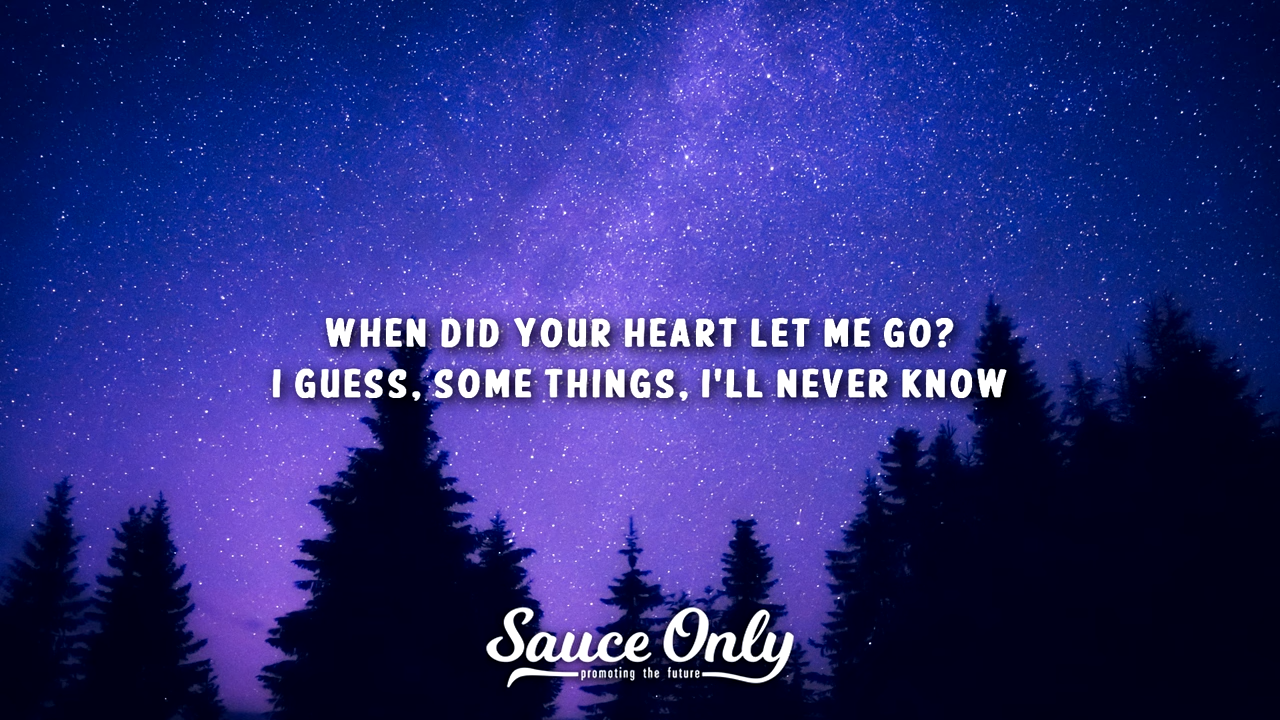 WHEN DID YOUR HEART LET ME GO?
I GUESS, SOME THINGS, I'LL NEVER KNOW
Sauce Only
promoting the future